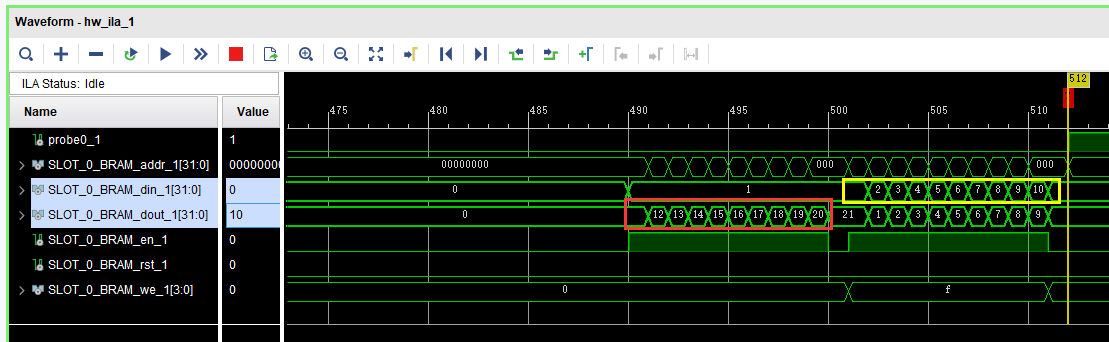 Waveform - hw_ila_1
ILA Status: Idle
Name Value
512
475 480 485 490 495 500 505 510
probe0_1 1
SLOT_0_BRAM_addr_1[31:0] 00000000 00000000 000 000
SLOT_0_BRAM_din_1[31:0] 0 0 1 2 3 4 5 6 7 8 9 10
SLOT_0_BRAM_dout_1[31:0] 10 0 12 13 14 15 16 17 18 19 20 21 1 2 3 4 5 6 7 8 9
SLOT_0_BRAM_en_1 0
SLOT_0_BRAM_rst_1 0
SLOT_0_BRAM_we_1[3:0] 0 0 f